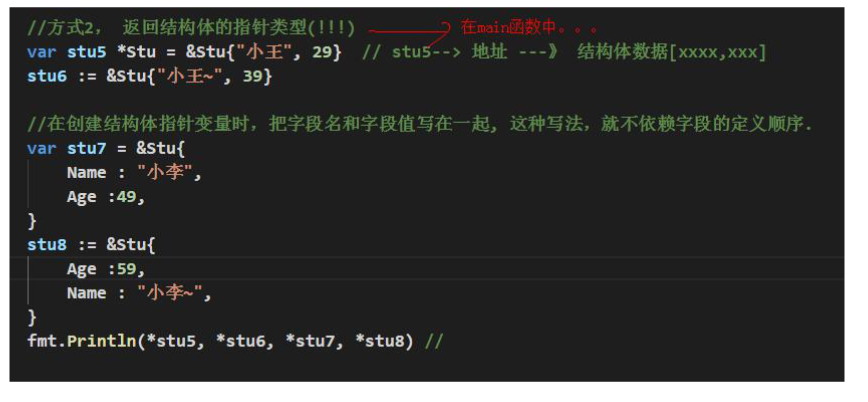 //方式2， 返回结构体的指针类型(!!!) 在main函数中。。。
var stu5 *Stu = &Stu{"小王", 29}  // stu5--> 地址 ---》 结构体数据[xxxx,xxx]
stu6 := &Stu{"小王~", 39}
//在创建结构体指针变量时，把字段名和字段值写在一起, 这种写法，就不依赖字段的定义顺序.
var stu7 = &Stu{
Name : "小李",
Age :49,
}
stu8 := &Stu{
Age :59,
Name : "小李~",
}
fmt.Println(*stu5, *stu6, *stu7, *stu8) //